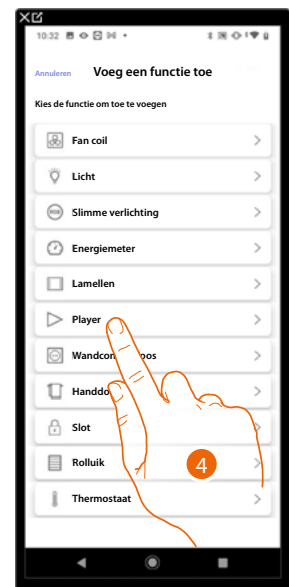 10:32
Annuleren Voeg een functie toe
Kies de functie om toe te voegen
Fan coil
Licht
Slimme verlichting
Energiemeter
Lamellen
Player
Slot
Rolluik
4
Thermostaat